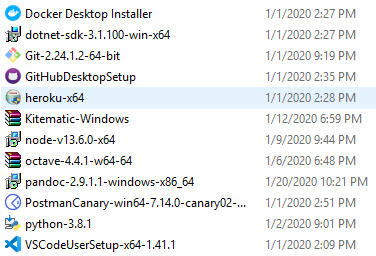 Docker Desktop Installer 1/1/2020 2:27 PM
dotnet-sdk-3.1.100-win-x64 1/1/2020 2:27 PM
Git-2.24.1.2-64-bit 1/1/2020 9:19 PM
GitHubDesktopSetup 1/1/2020 2:35 PM
heroku-x64 1/1/2020 2:28 PM
Kitematic-Windows 1/12/2020 6:59 PM
node-v13.6.0-x64 1/9/2020 9:44 PM
octave-4.4.1-w64-64 1/6/2020 6:48 PM
pandoc-2.9.1.1-windows-x86_64 1/20/2020 10:21 PM
PostmanCanary-win64-7.14.0-canary02-... 1/1/2020 2:51 PM
python-3.8.1 1/2/2020 9:01 PM
VSCodeUserSetup-x64-1.41.1 1/1/2020 2:09 PM